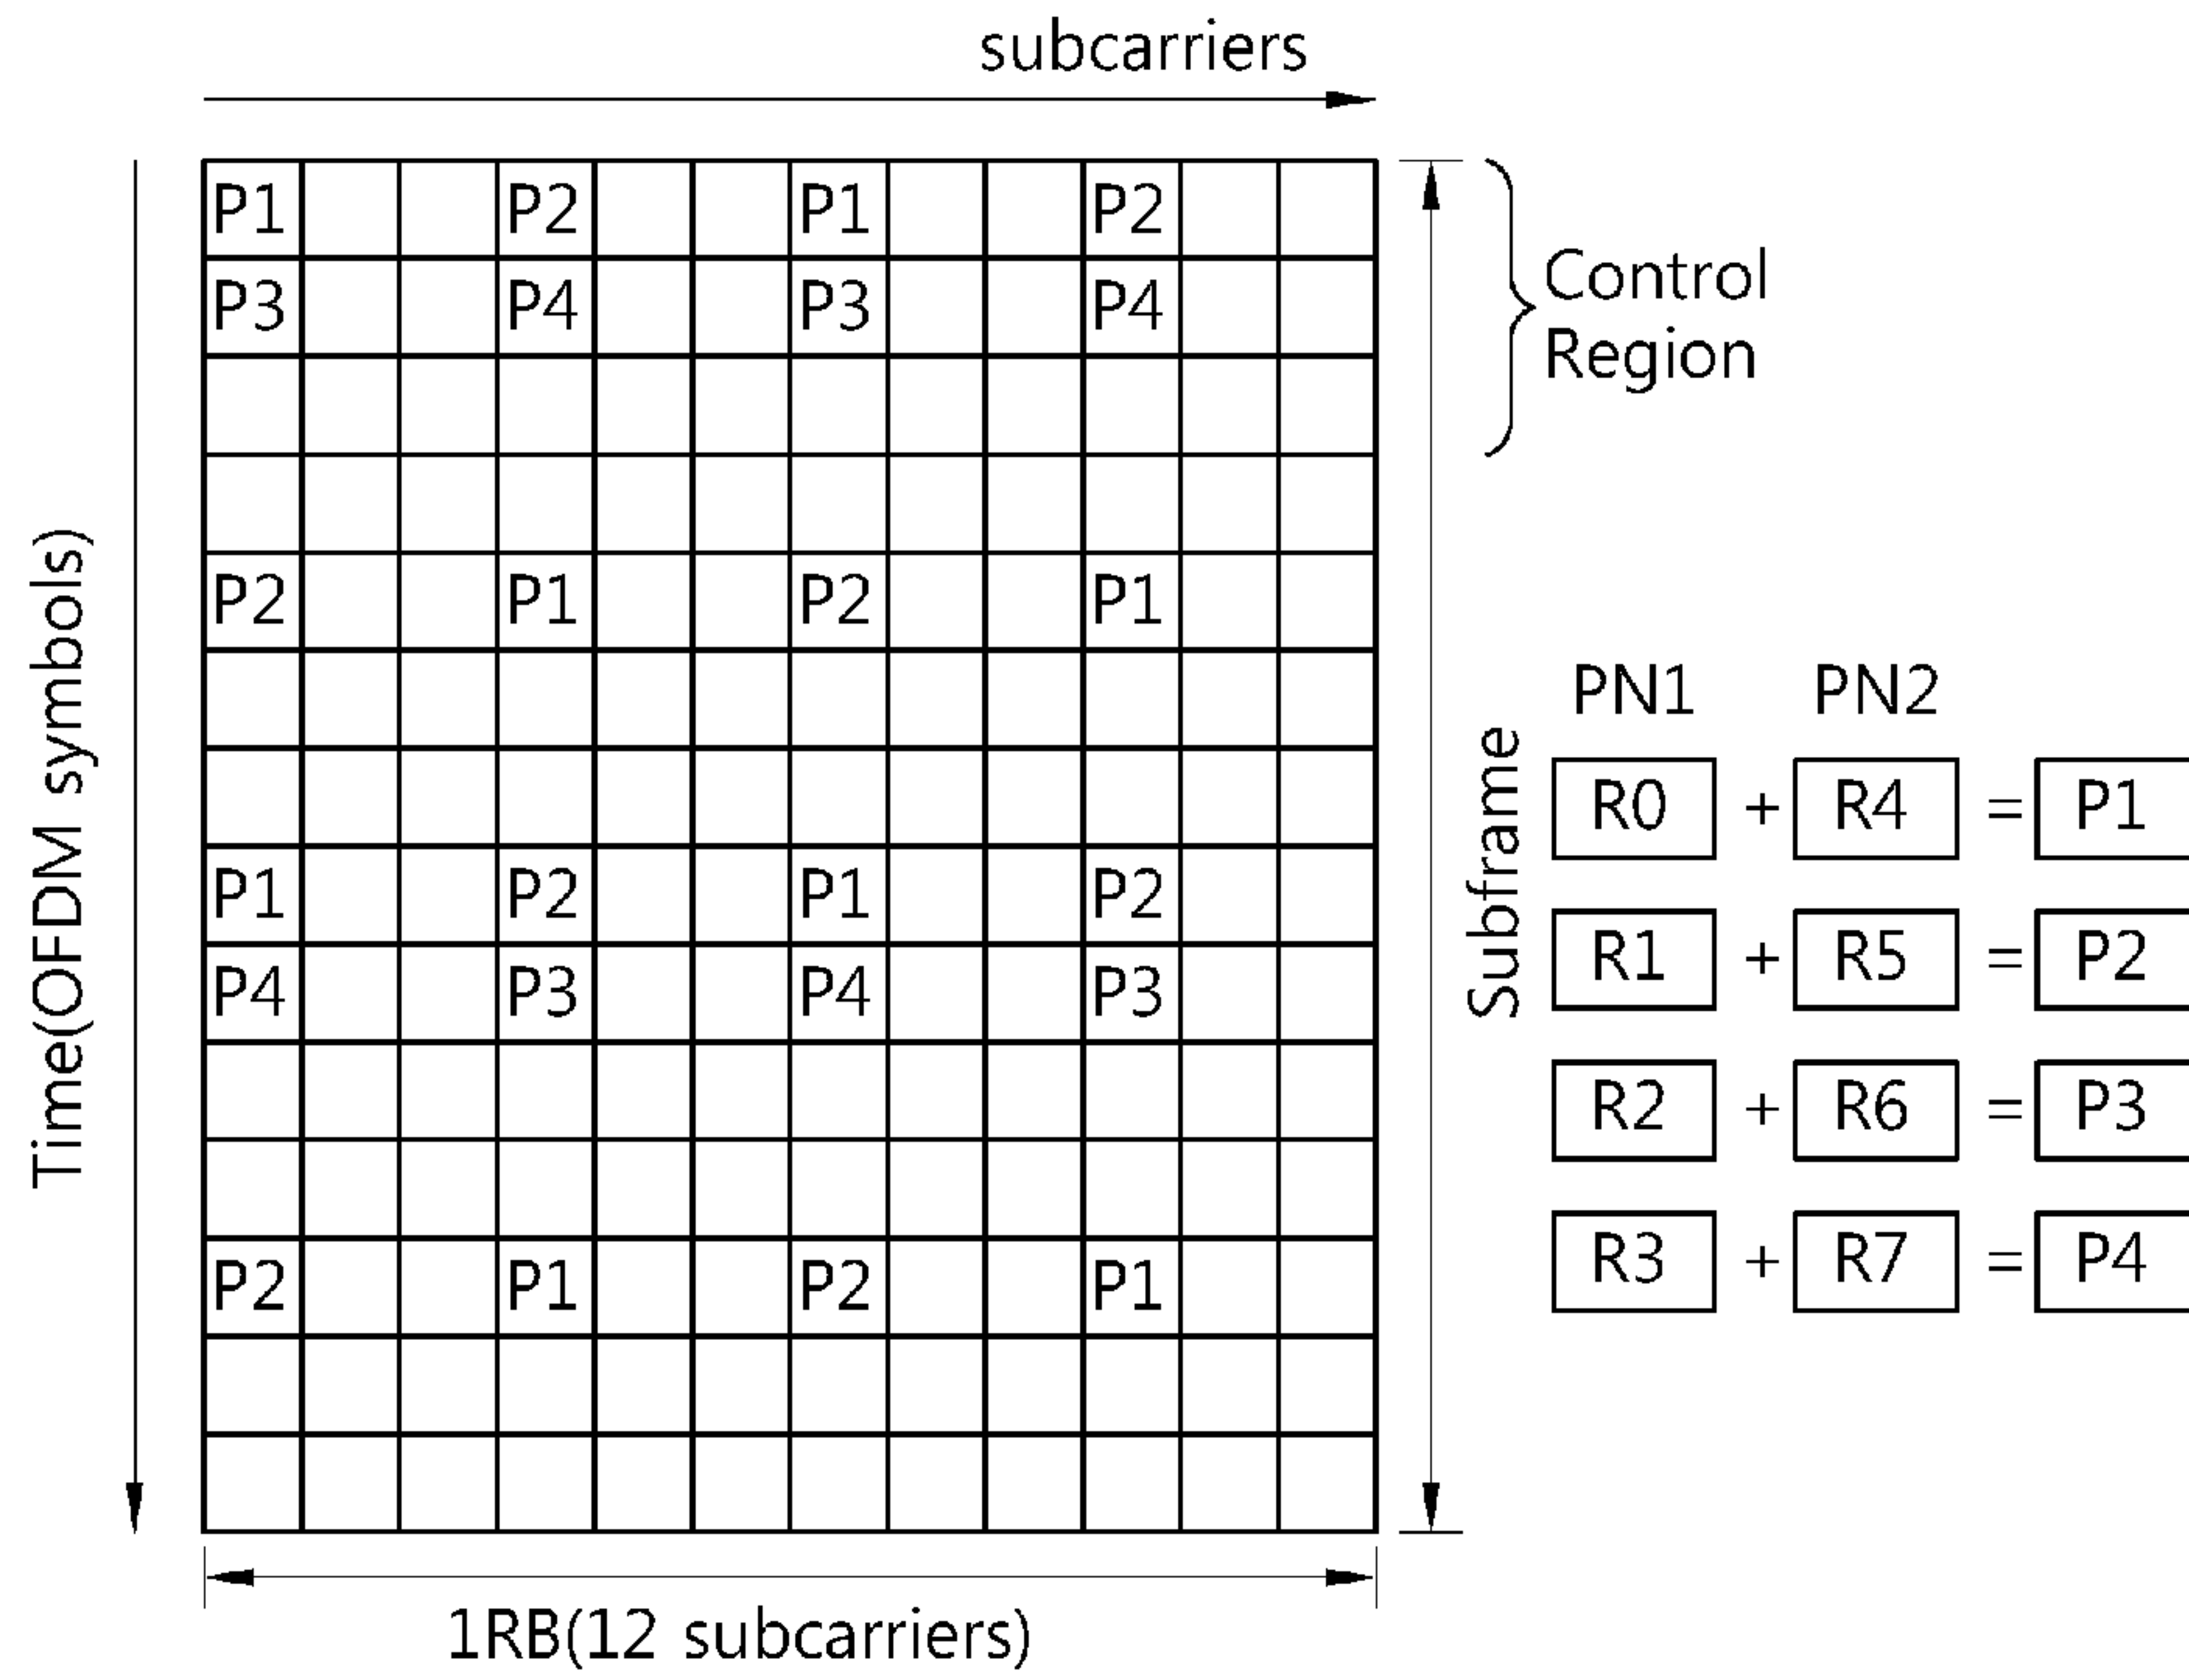 subcarriers
P1 P2 P1 P2
P3 P4 P3 P4
Control
Region
P2 P1 P2 P1
P1 P2 P1 P2
P4 P3 P4 P3
P2 P1 P2 P1
Time(OFDM symbols)
Subframe
PN1 PN2
R0 + R4 = P1
R1 + R5 = P2
R2 + R6 = P3
R3 + R7 = P4
1RB(12 subcarriers)